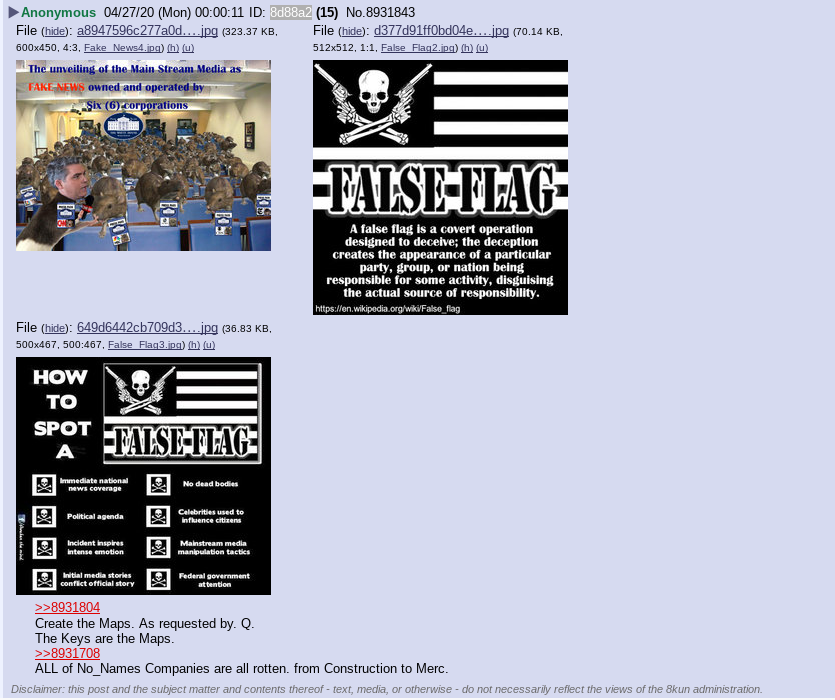 ▶Anonymous 04/27/20 (Mon) 00:00:11 ID: 8d88a2 (15) No.8931843
File (hide): a8947596c277a0d….jpg (323.37 KB,
600x450, 4:3, Fake_News4.jpg) (h) (u)
The unveiling of the Main Stream Media as
FAKE NEWS owned and operated by
Six (6) corporations
File (hide): d377d91ff0bd04e….jpg (70.14 KB,
512x512, 1:1, False_Flag2.jpg) (h) (u)
FALSE FLAG
A false flag is a covert operation
designed to deceive; the deception
creates the appearance of a particular
party, group, or nation being
responsible for some activity, disguising
the actual source of responsibility.
https://en.wikipedia.org/wiki/False_flag
File (hide): 649d6442cb709d3….jpg (36.83 KB,
500x467, 500:467, False_Flag3.jpg) (h) (u)
HOW
TO
SPOT
A
FALSE FLAG
Immediate national
news coverage
No dead bodies
Political agenda
Celebrities used to
influence citizens
Incident inspires
intense emotion
Mainstream media
manipulation tactics
Initial media stories
conflict official story
Federal government
attention
>>8931804
Create the Maps. As requested by. Q.
The Keys are the Maps.
>>8931708
ALL of No_Names Companies are all rotten. from Construction to Merc.
Disclaimer: this post and the subject matter and contents thereof - text, media, or otherwise - do not necessarily reflect the views of the 8kun administration.